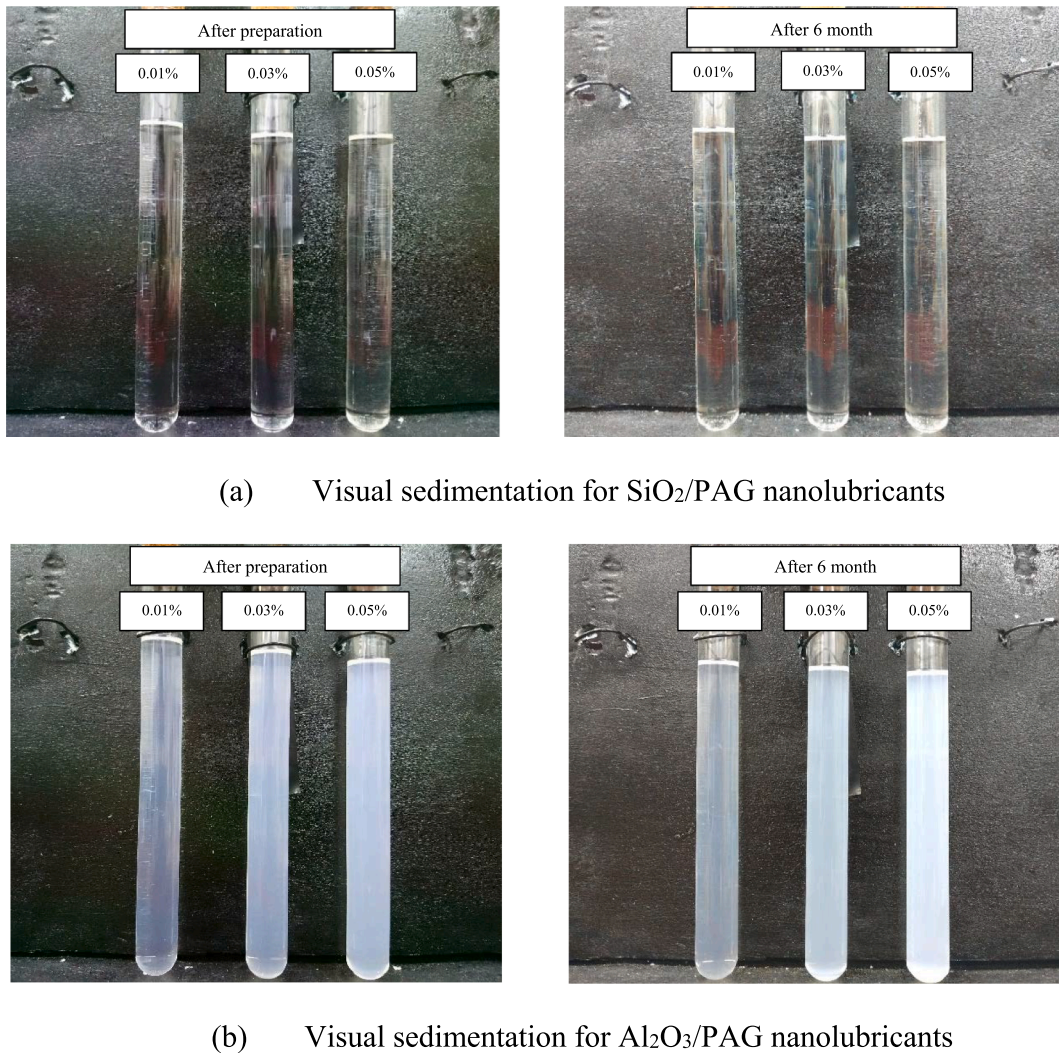 After preparation
0.01% 0.03% 0.05%
After 6 month
0.01% 0.03% 0.05%
(a) Visual sedimentation for SiO₂/PAG nanolubricants
After preparation
0.01% 0.03% 0.05%
After 6 month
0.01% 0.03% 0.05%
(b) Visual sedimentation for Al₂O₃/PAG nanolubricants